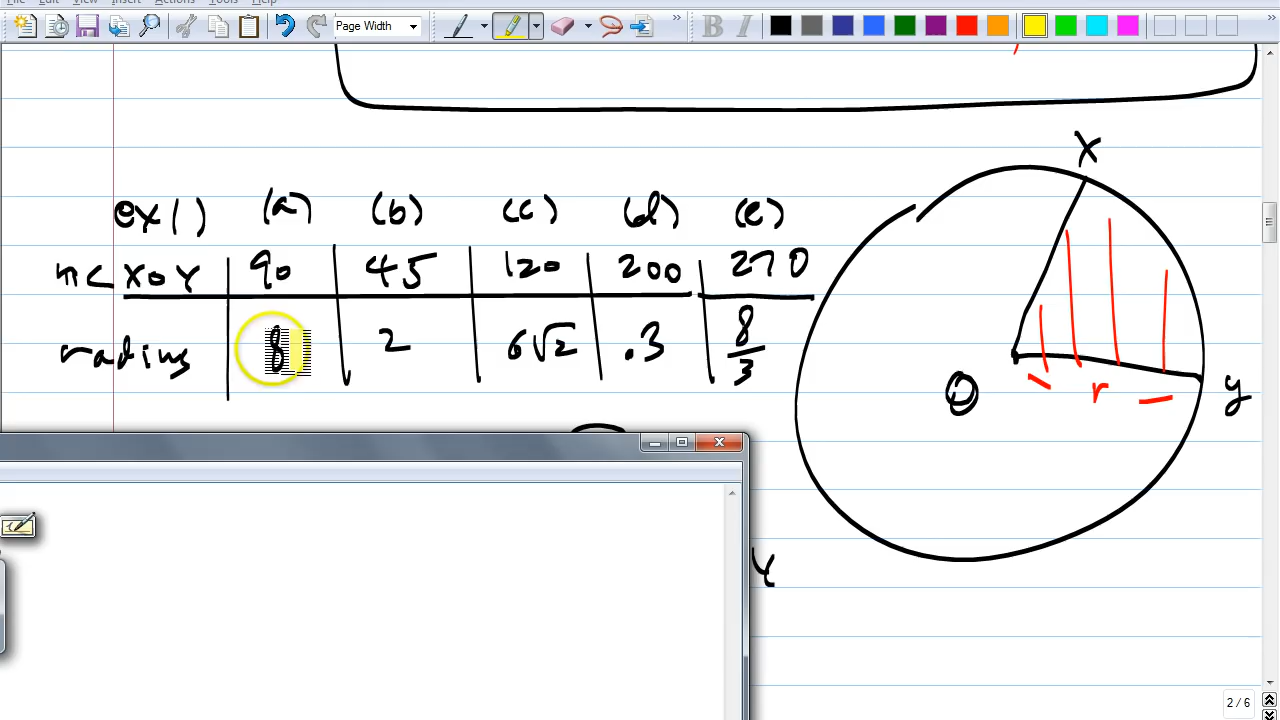 File Edit View Insert Actions Tools Help
Page Width
B I
X
ex 1) (a) (b) (c) (d) (e)
m< XOY 90 45 120 200 270
radius 8 2 6√2 .3 8/3
O r y
Y
2 / 6